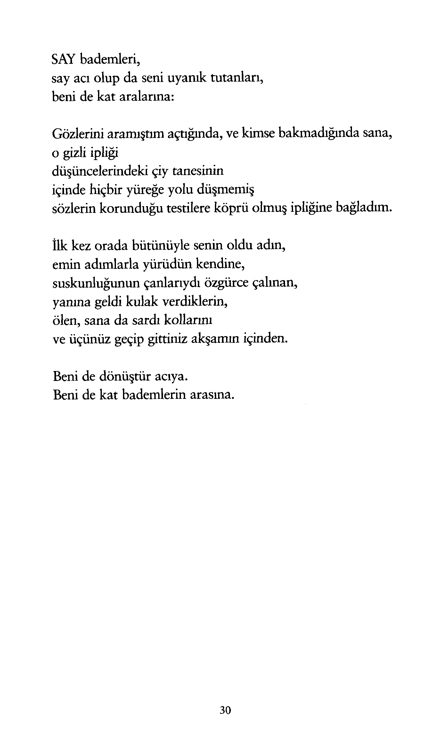 SAY bademleri,
say acı olup da seni uyanık tutanları,
beni de kat aralarına:
Gözlerini aramıştım açtığında, ve kimse bakmadığında sana,
o gizli ipliği
düşüncelerindeki çiy tanesinin
içinde hiçbir yüreğe yolu düşmemiş
sözlerin korunduğu testilere köprü olmuş ipliğine bağladım.
İlk kez orada bütünüyle senin oldu adın,
emin adımlarla yürüdün kendine,
suskunluğunun çanlarıydı özgürce çalınan,
yanına geldi kulak verdiklerin,
ölen, sana da sardı kollarını
ve üçünüz geçip gittiniz akşamın içinden.
Beni de dönüştür acıya.
Beni de kat bademlerin arasına.
30